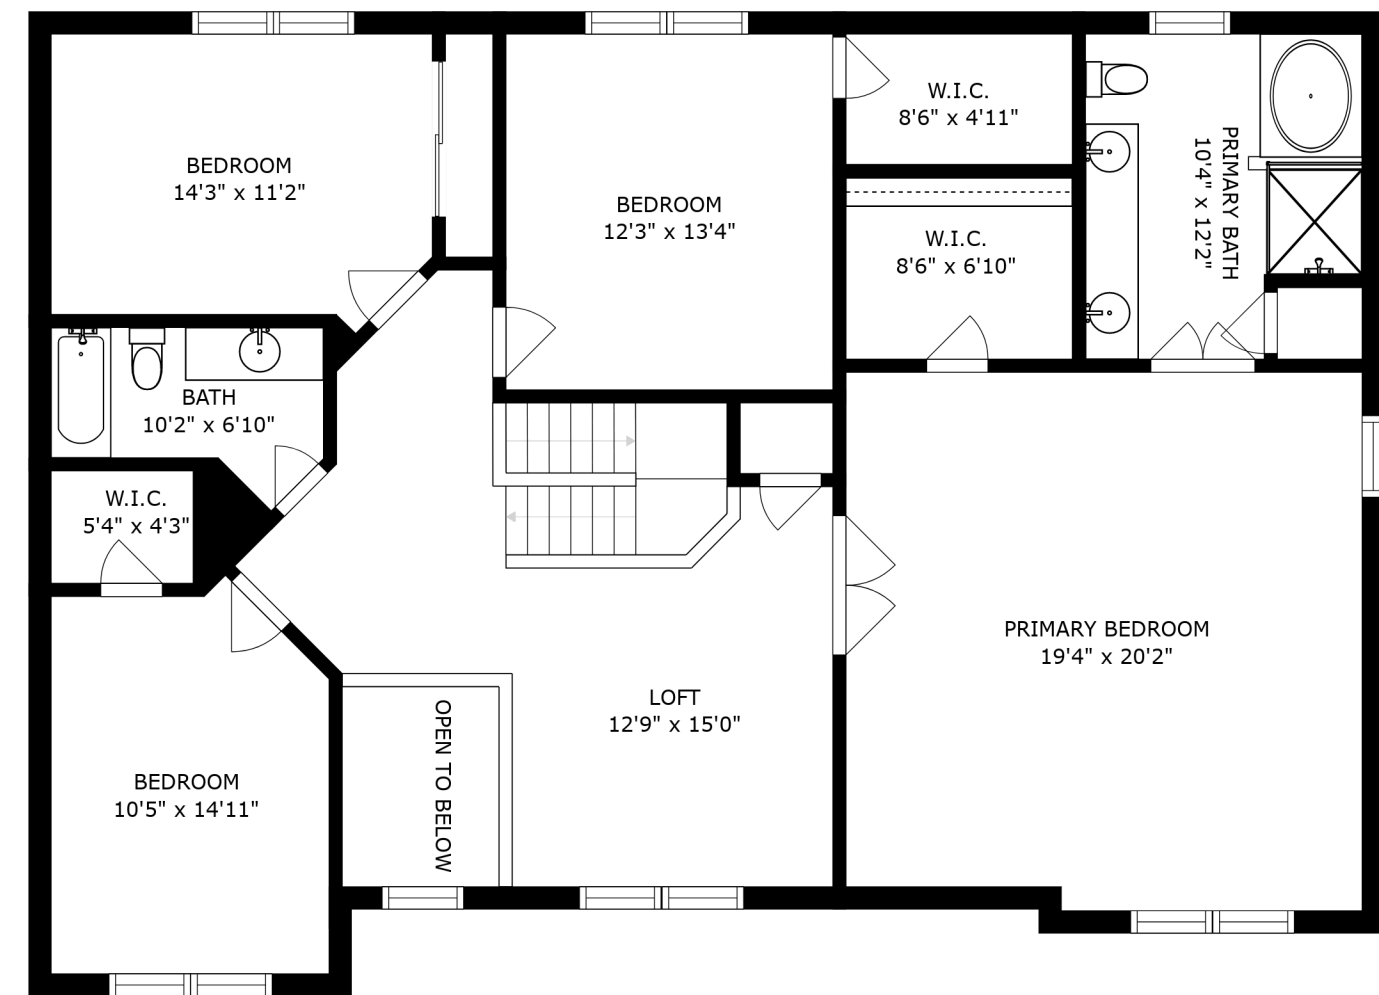 BEDROOM
14'3" x 11'2"
BEDROOM
12'3" x 13'4"
W.I.C.
8'6" x 4'11"
W.I.C.
8'6" x 6'10"
PRIMARY BATH
10'4" x 12'2"
BATH
10'2" x 6'10"
W.I.C.
5'4" x 4'3"
PRIMARY BEDROOM
19'4" x 20'2"
LOFT
12'9" x 15'0"
OPEN TO BELOW
BEDROOM
10'5" x 14'11"